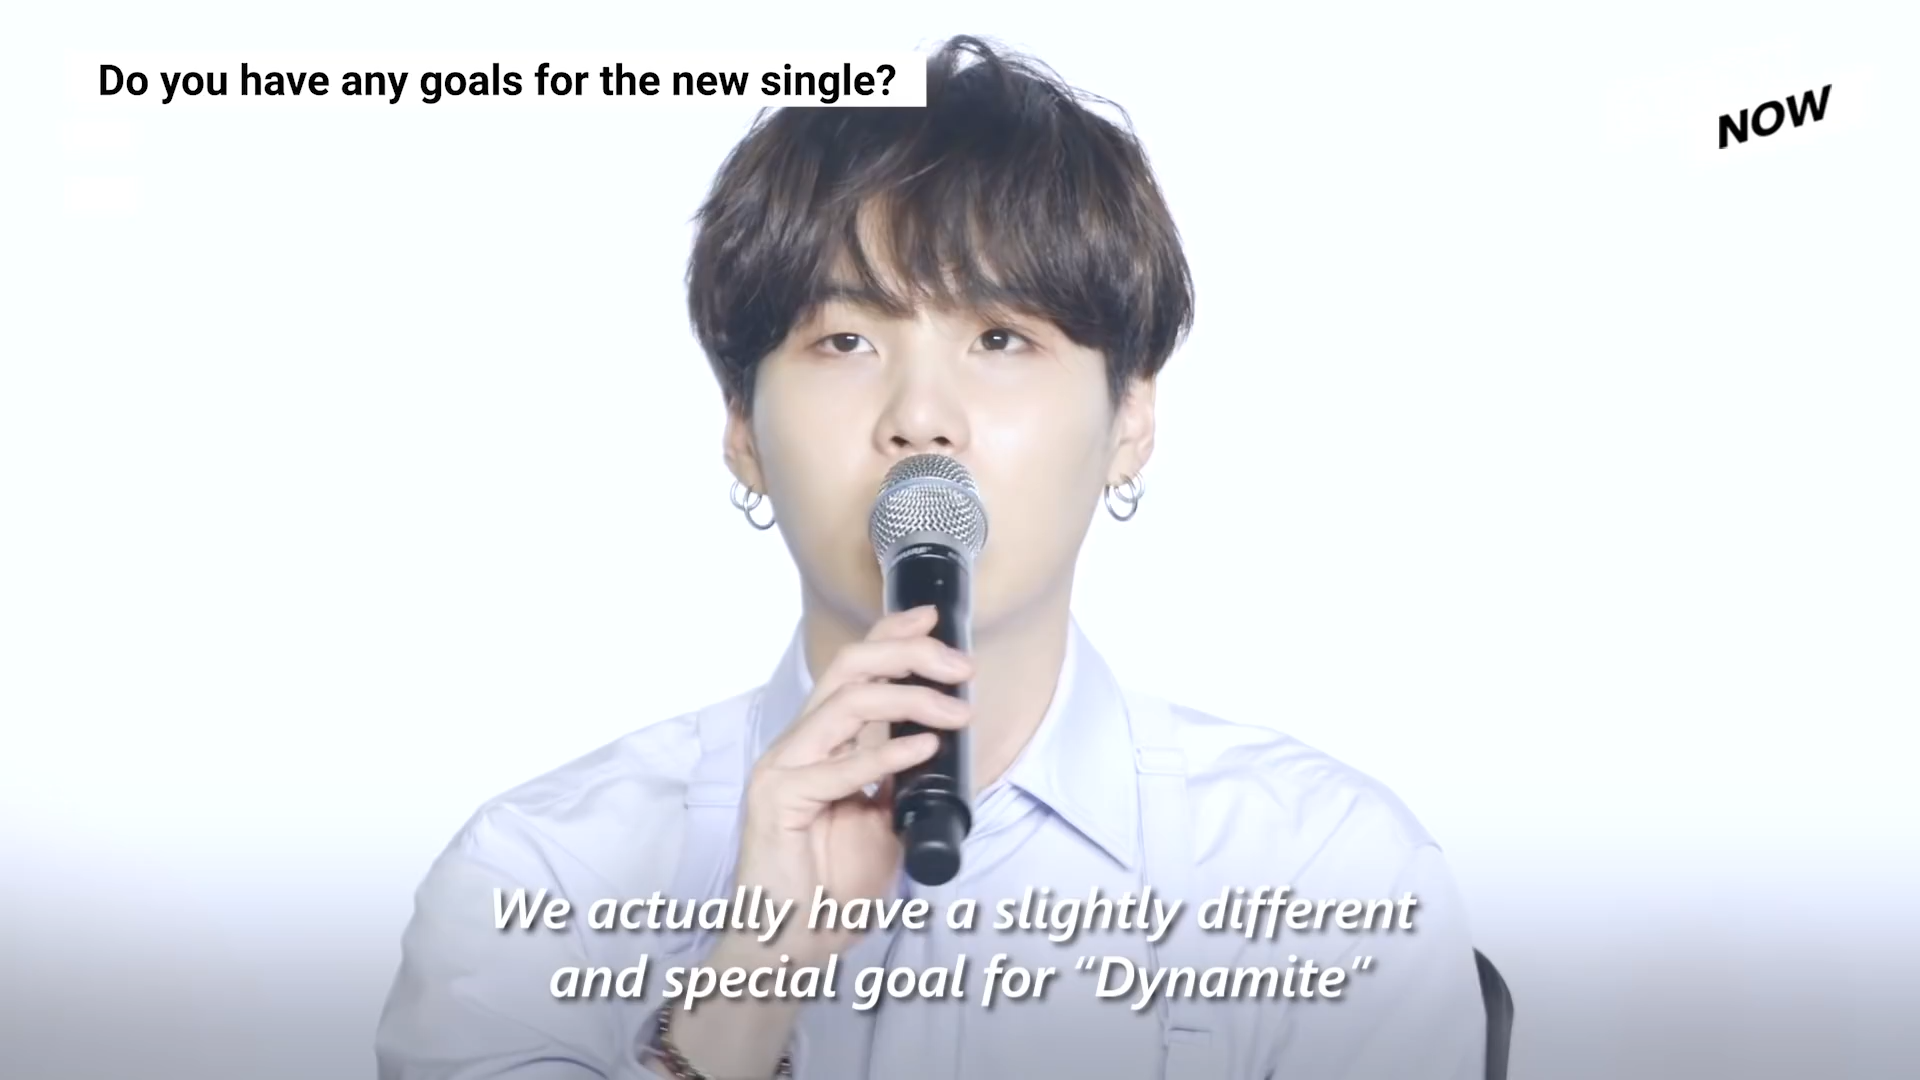 Do you have any goals for the new single?
NOW
We actually have a slightly different
and special goal for “Dynamite”